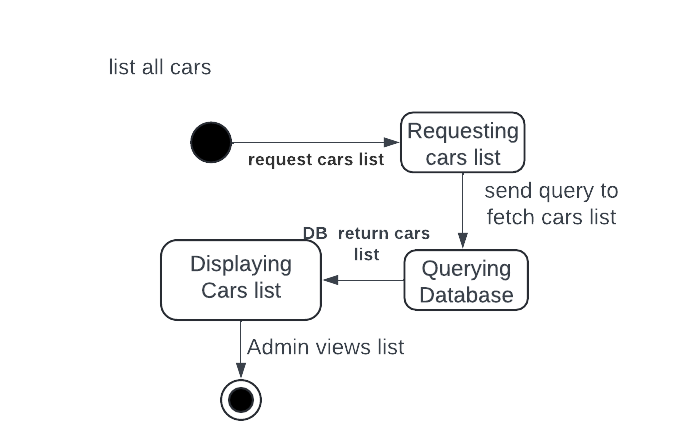 list all cars
Requesting
cars list
request cars list
send query to
fetch cars list
DB return cars
list
Displaying
Cars list
Querying
Database
Admin views list